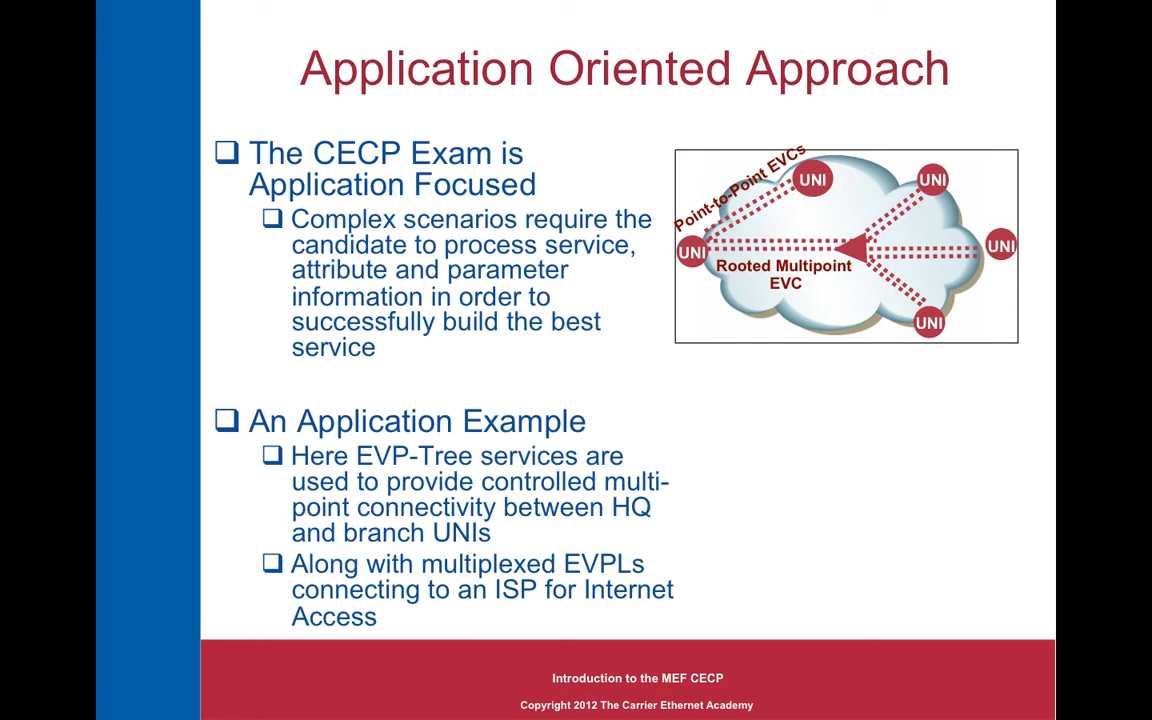 Application Oriented Approach
The CECP Exam is
Application Focused
Complex scenarios require the
candidate to process service,
attribute and parameter
information in order to
successfully build the best
service
Point-to-Point EVCs
UNI
UNI
UNI
UNI
Rooted Multipoint
EVC
UNI
An Application Example
Here EVP-Tree services are
used to provide controlled multi-
point connectivity between HQ
and branch UNIs
Along with multiplexed EVPLs
connecting to an ISP for Internet
Access
Introduction to the MEF CECP
Copyright 2012 The Carrier Ethernet Academy